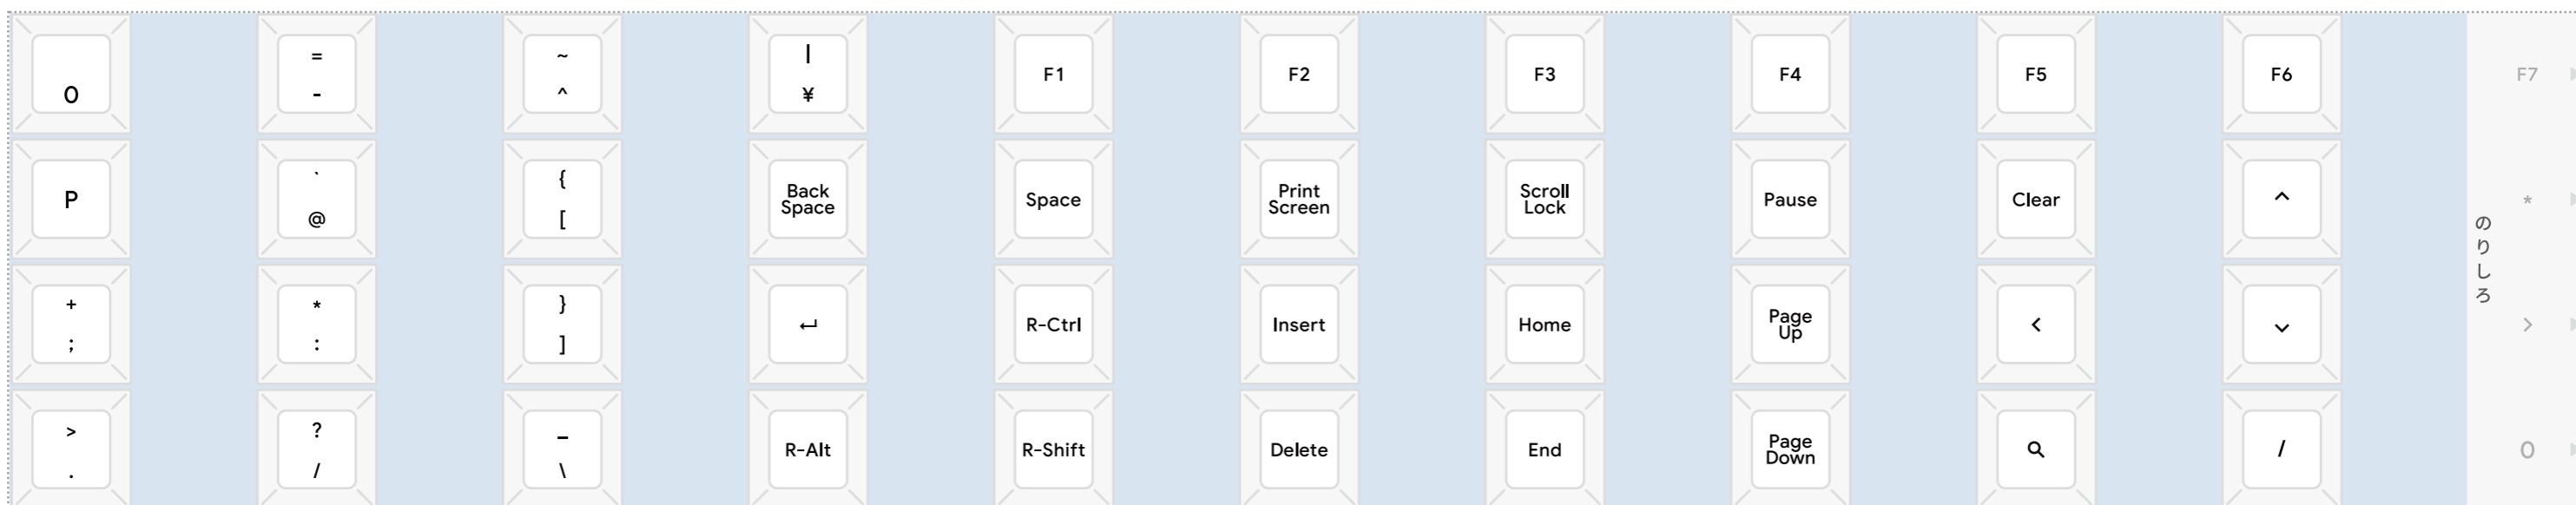 0 = ~ | F1 F2 F3 F4 F5 F6 F7
- ^ ¥
P ` { Back Space Space Print Screen Scroll Lock Pause Clear ^ *
@ [
+ * } ↵ R-Ctrl Insert Home Page Up < ⌄ >
; : ]
> ? _ R-Alt R-Shift Delete End Page Down / 0
. / \
のりしろ